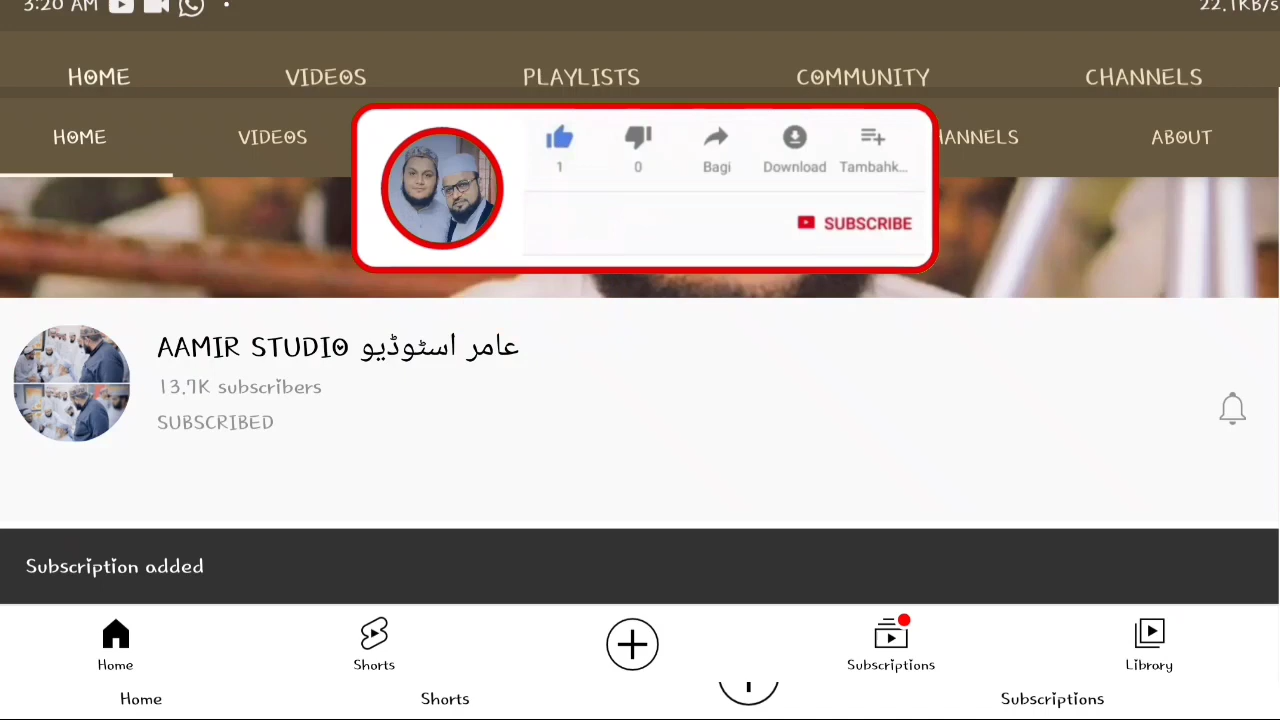 3:20 AM 22.1KB/s
HOME VIDEOS PLAYLISTS COMMUNITY CHANNELS
HOME VIDEOS HANNELS ABOUT
1 0 Bagi Download Tambahk...
SUBSCRIBE
AAMIR STUDIO عامر اسٹوڈیو
13.7K subscribers
SUBSCRIBED
Subscription added
Home Shorts Subscriptions Library
Home Shorts Subscriptions